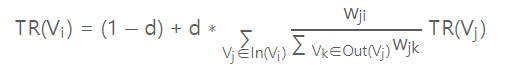 TR(Vi) = (1 − d) + d * ∑ Vj∈In(Vi) wji / ∑ Vk∈Out(Vj) wjk TR(Vj)